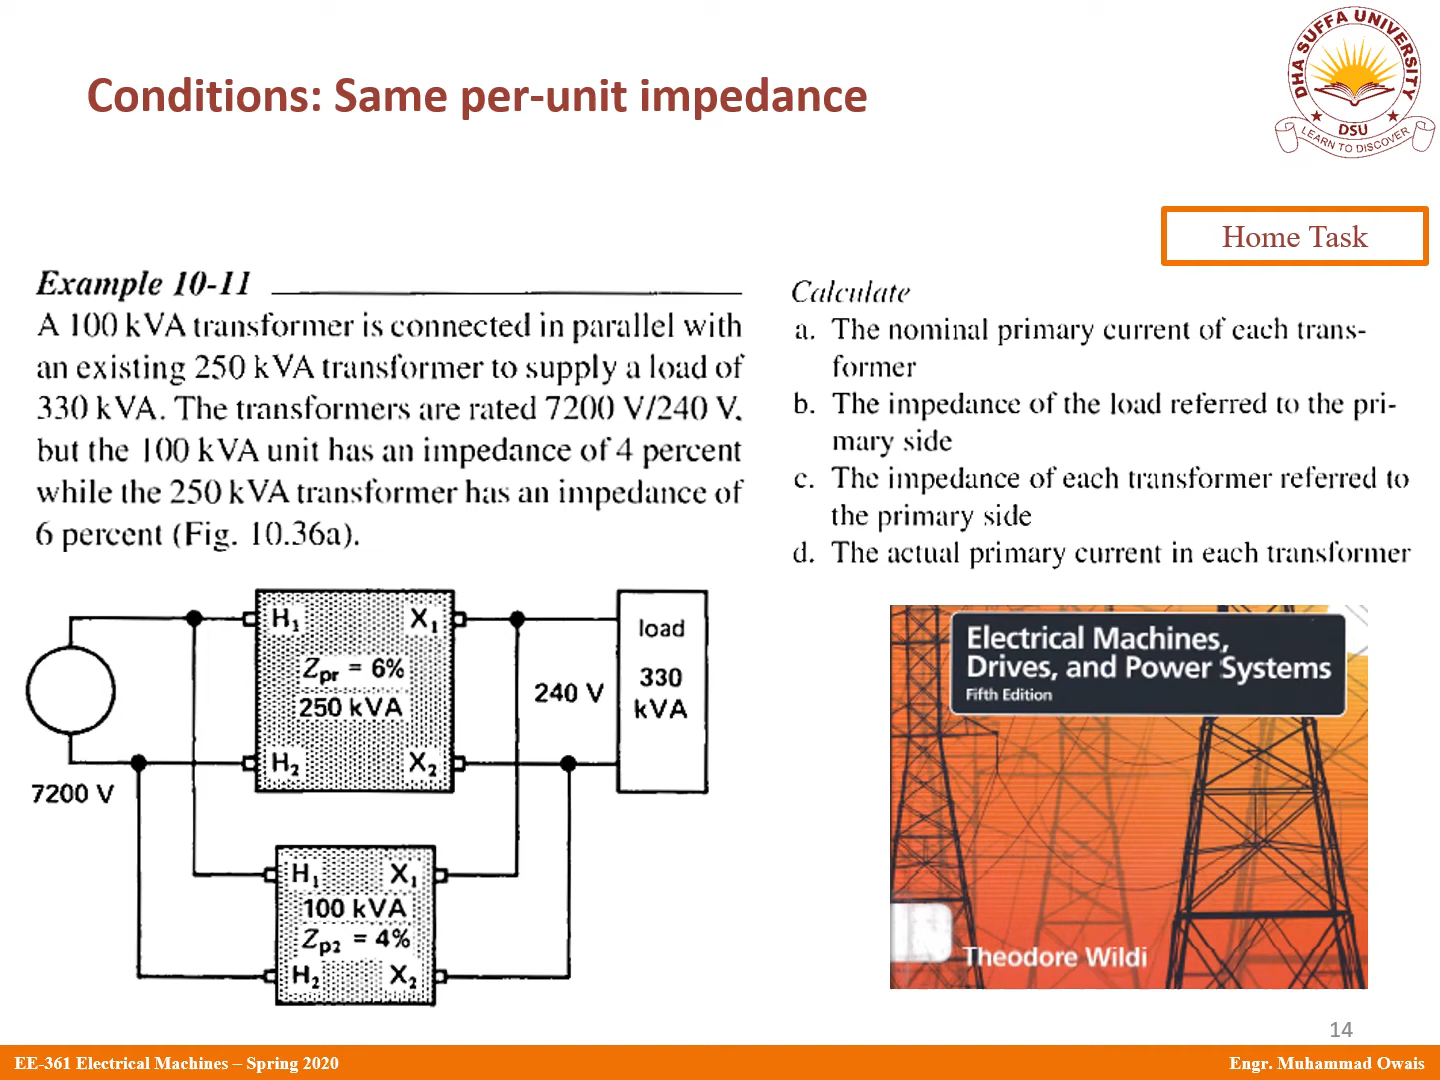 Conditions: Same per-unit impedance
DHA SUFFA UNIVERSITY
DSU
LEARN TO DISCOVER
Home Task
Example 10-11
A 100 kVA transformer is connected in parallel with
an existing 250 kVA transformer to supply a load of
330 kVA. The transformers are rated 7200 V/240 V,
but the 100 kVA unit has an impedance of 4 percent
while the 250 kVA transformer has an impedance of
6 percent (Fig. 10.36a).
Calculate
a. The nominal primary current of each trans-
former
b. The impedance of the load referred to the pri-
mary side
c. The impedance of each transformer referred to
the primary side
d. The actual primary current in each transformer
H₁ X₁
Zpr = 6%
250 kVA
H₂ X₂
7200 V
240 V
load
330
kVA
H₁ X₁
100 kVA
Zp2 = 4%
H₂ X₂
Electrical Machines,
Drives, and Power Systems
Fifth Edition
Theodore Wildi
14
EE-361 Electrical Machines – Spring 2020
Engr. Muhammad Owais